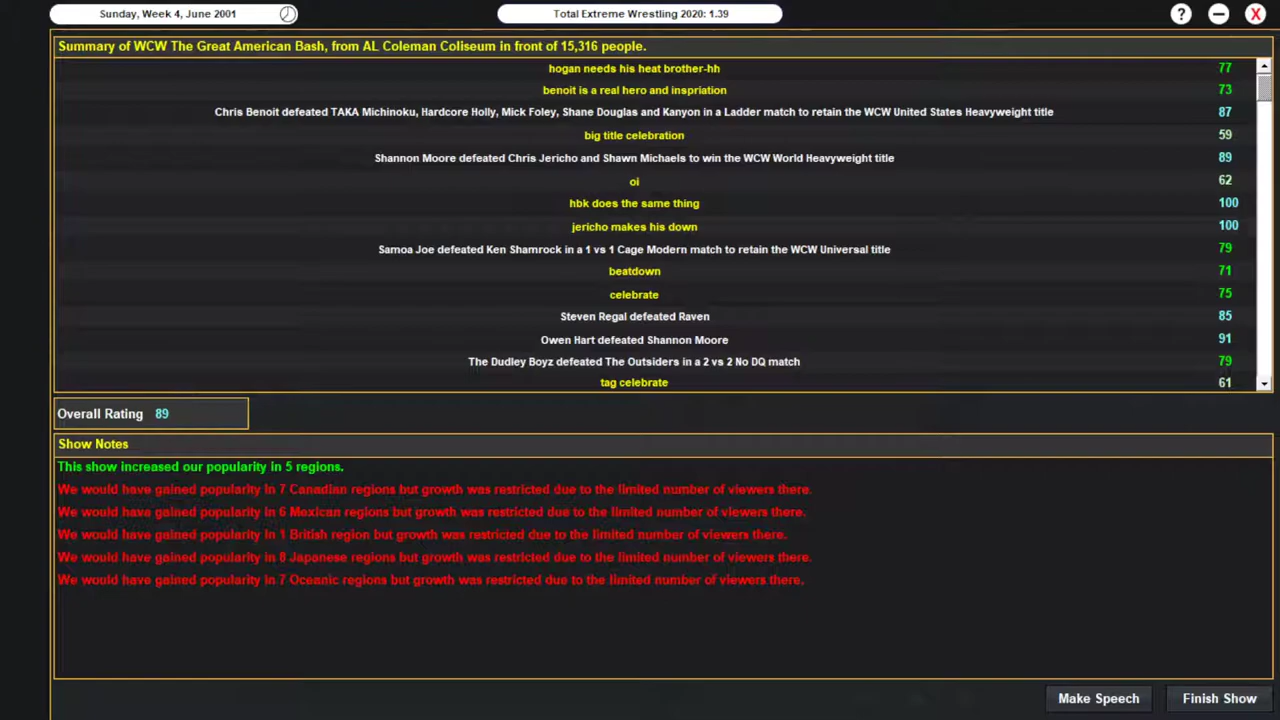 Sunday, Week 4, June 2001
Total Extreme Wrestling 2020: 1.39
? X
Summary of WCW The Great American Bash, from AL Coleman Coliseum in front of 15,316 people.
hogan needs his heat brother-hh 77
benoit is a real hero and inspriation 73
Chris Benoit defeated TAKA Michinoku, Hardcore Holly, Mick Foley, Shane Douglas and Kanyon in a Ladder match to retain the WCW United States Heavyweight title 87
big title celebration 59
Shannon Moore defeated Chris Jericho and Shawn Michaels to win the WCW World Heavyweight title 89
oi 62
hbk does the same thing 100
jericho makes his down 100
Samoa Joe defeated Ken Shamrock in a 1 vs 1 Cage Modern match to retain the WCW Universal title 79
beatdown 71
celebrate 75
Steven Regal defeated Raven 85
Owen Hart defeated Shannon Moore 91
The Dudley Boyz defeated The Outsiders in a 2 vs 2 No DQ match 79
tag celebrate 61
Overall Rating 89
Show Notes
This show increased our popularity in 5 regions.
We would have gained popularity in 7 Canadian regions but growth was restricted due to the limited number of viewers there.
We would have gained popularity in 6 Mexican regions but growth was restricted due to the limited number of viewers there.
We would have gained popularity in 1 British region but growth was restricted due to the limited number of viewers there.
We would have gained popularity in 8 Japanese regions but growth was restricted due to the limited number of viewers there.
We would have gained popularity in 7 Oceanic regions but growth was restricted due to the limited number of viewers there.
Make Speech Finish Show